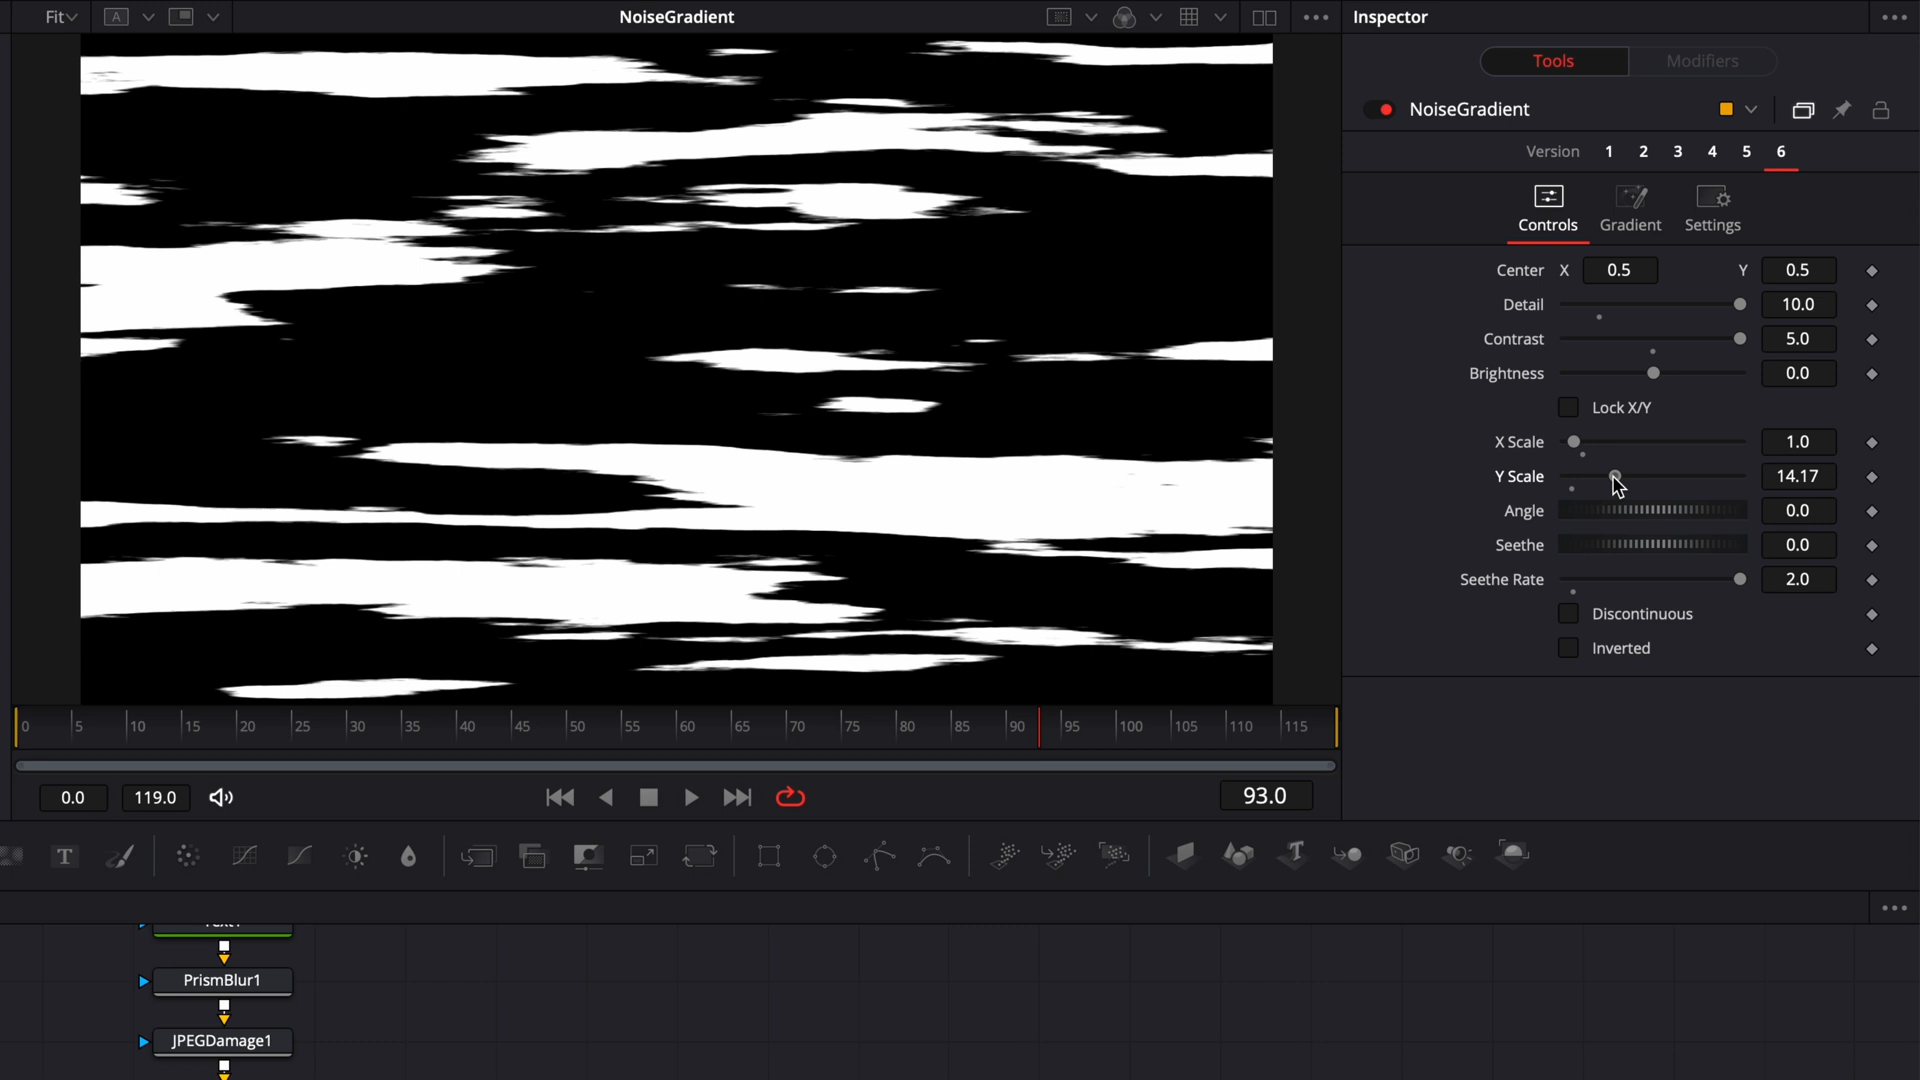 Fit
A
NoiseGradient
Inspector
Tools
Modifiers
NoiseGradient
Version 1 2 3 4 5 6
Controls Gradient Settings
Center X 0.5 Y 0.5
Detail 10.0
Contrast 5.0
Brightness 0.0
Lock X/Y
X Scale 1.0
Y Scale 14.17
Angle 0.0
Seethe 0.0
Seethe Rate 2.0
Discontinuous
Inverted
0 5 10 15 20 25 30 35 40 45 50 55 60 65 70 75 80 85 90 95 100 105 110 115
0.0 119.0 93.0
T
PrismBlur1
JPEGDamage1